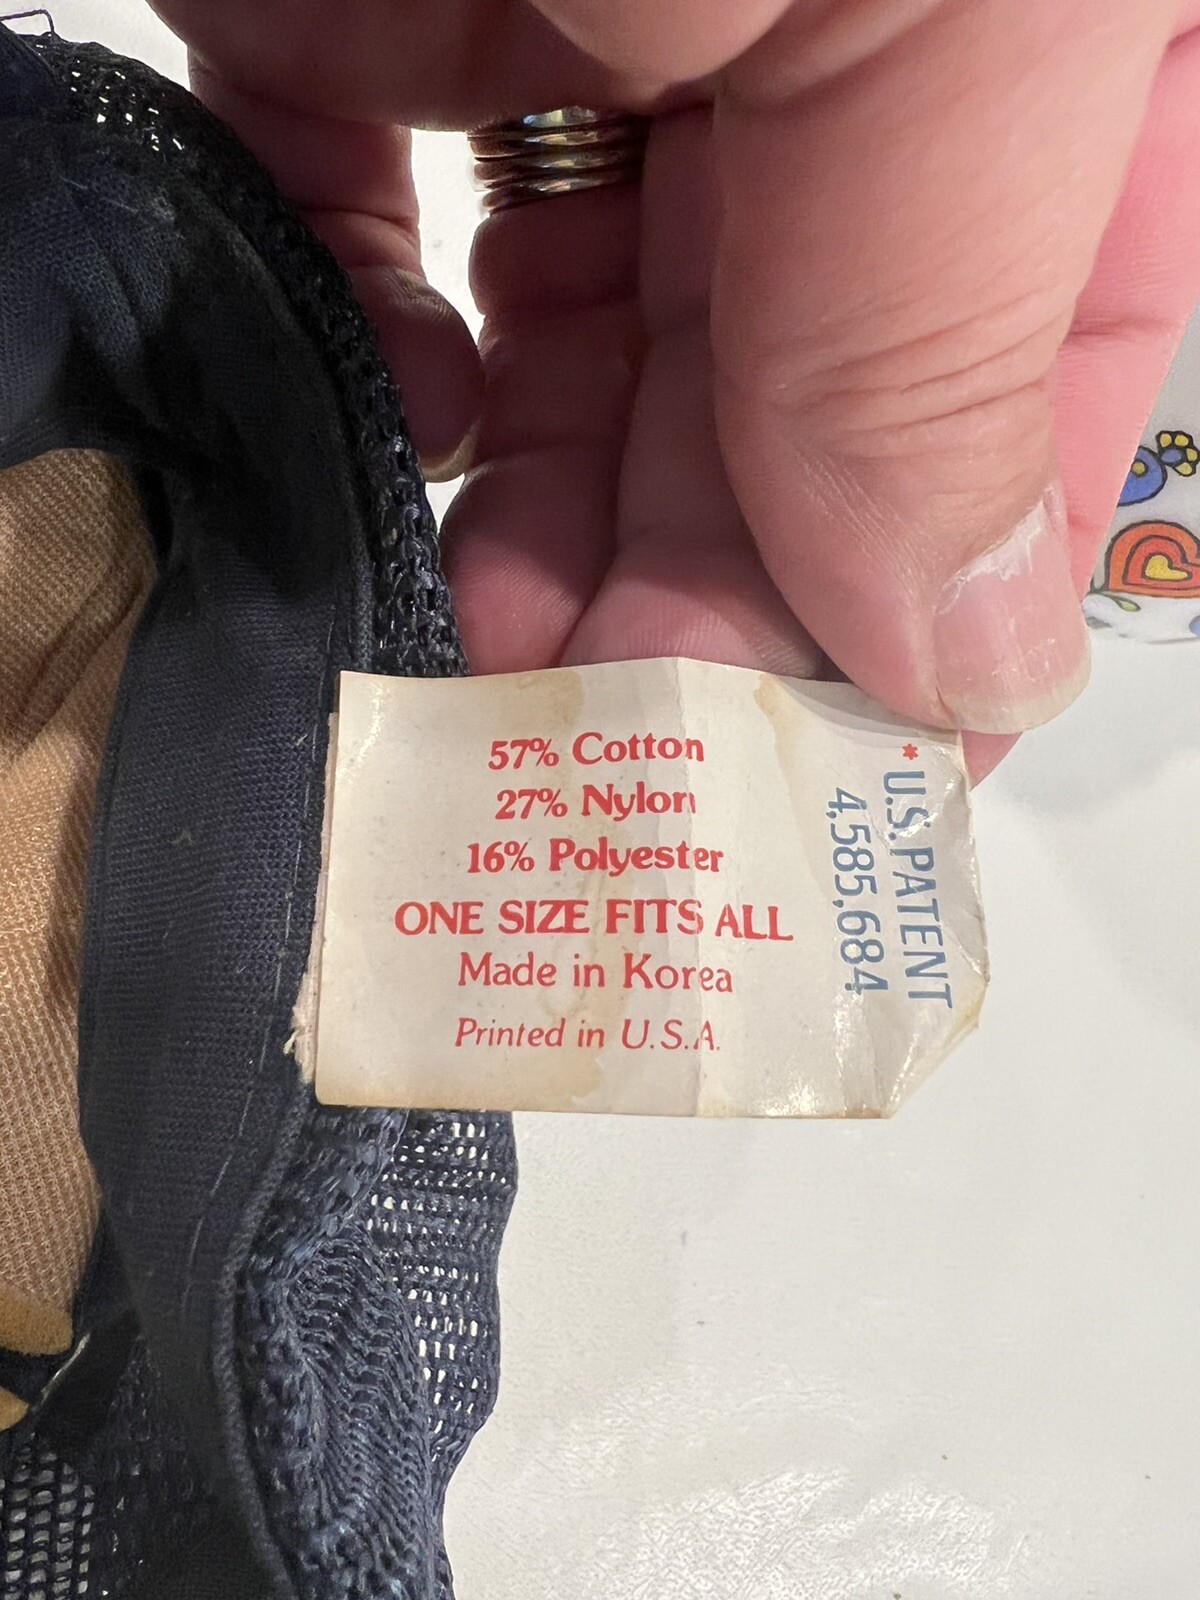 57% Cotton
27% Nylon
16% Polyester
ONE SIZE FITS ALL
Made in Korea
Printed in U.S.A.
*U.S. PATENT
4,585,684